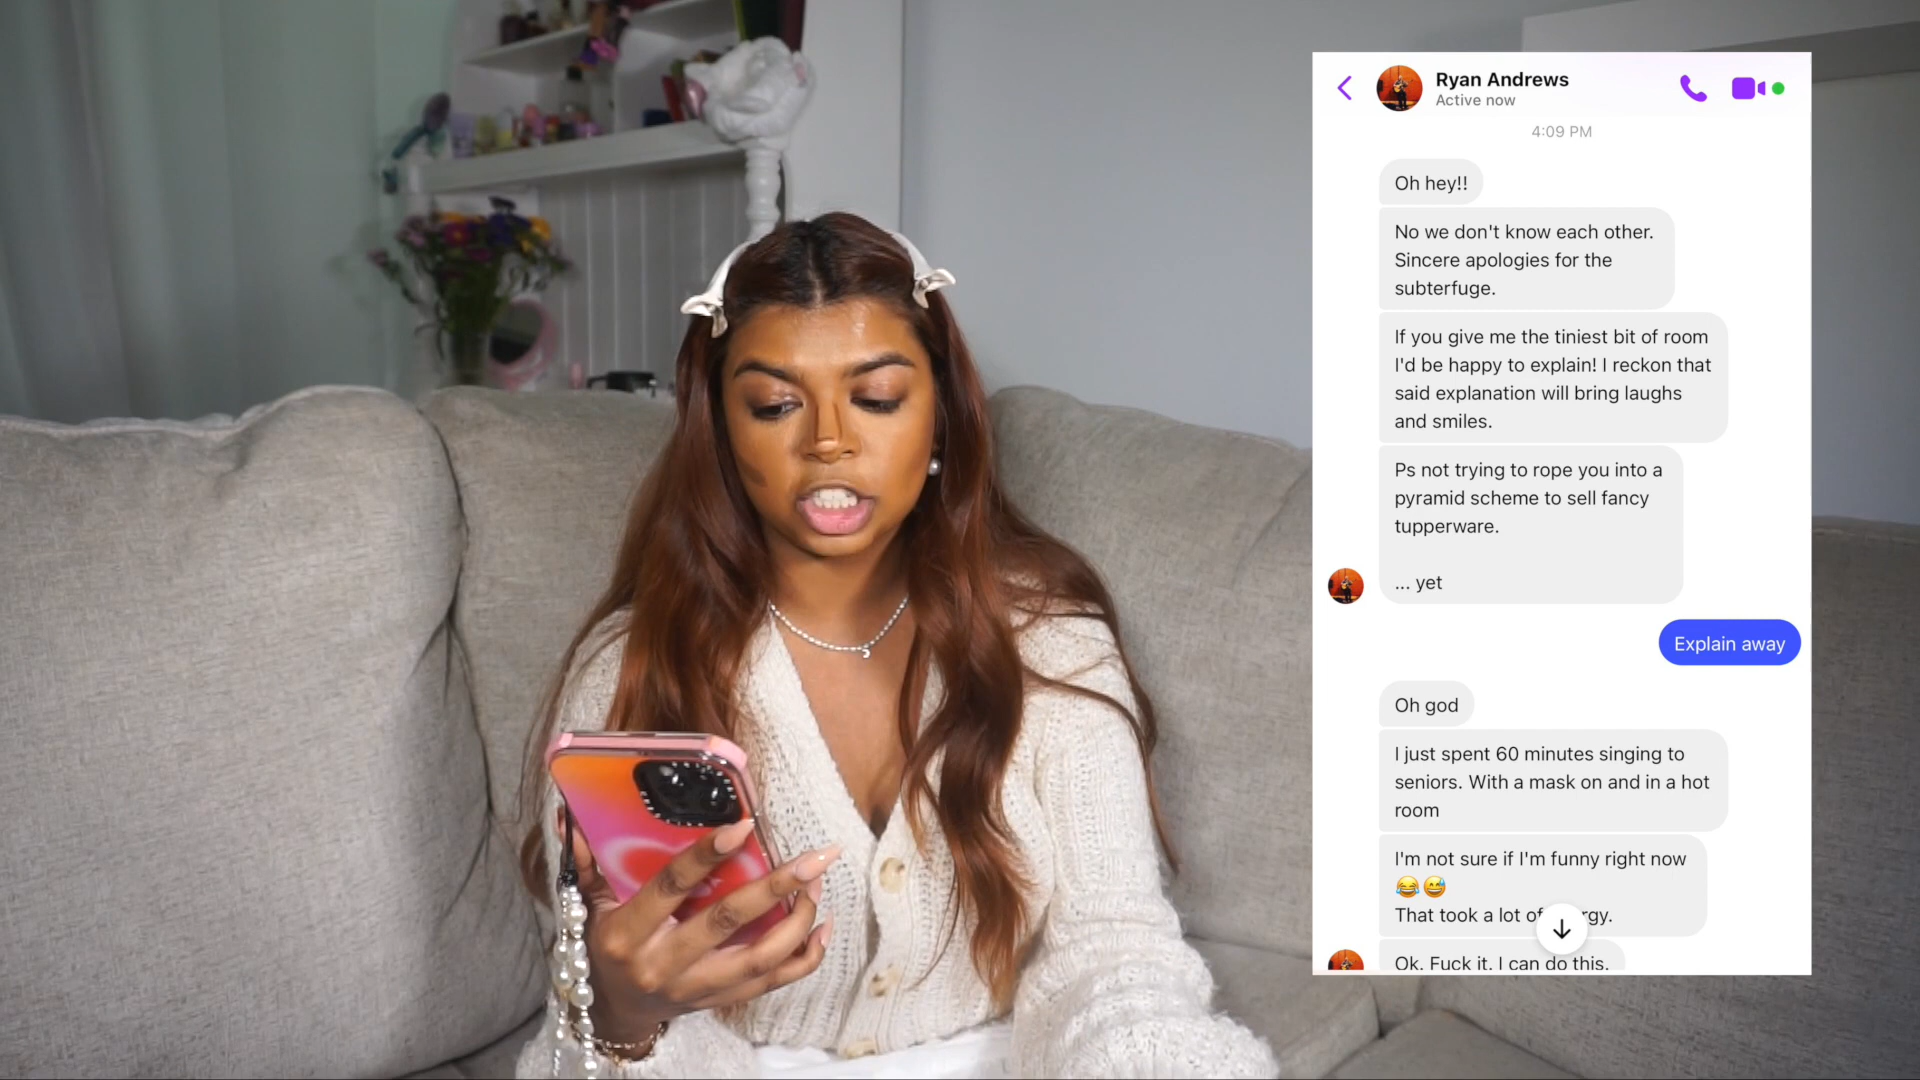 Ryan Andrews
Active now
4:09 PM
Oh hey!!
No we don't know each other.
Sincere apologies for the
subterfuge.
If you give me the tiniest bit of room
I'd be happy to explain! I reckon that
said explanation will bring laughs
and smiles.
Ps not trying to rope you into a
pyramid scheme to sell fancy
tupperware.
... yet
Explain away
Oh god
I just spent 60 minutes singing to
seniors. With a mask on and in a hot
room
I'm not sure if I'm funny right now
😂😅
That took a lot of
Ok. Fuck it. I can do this.